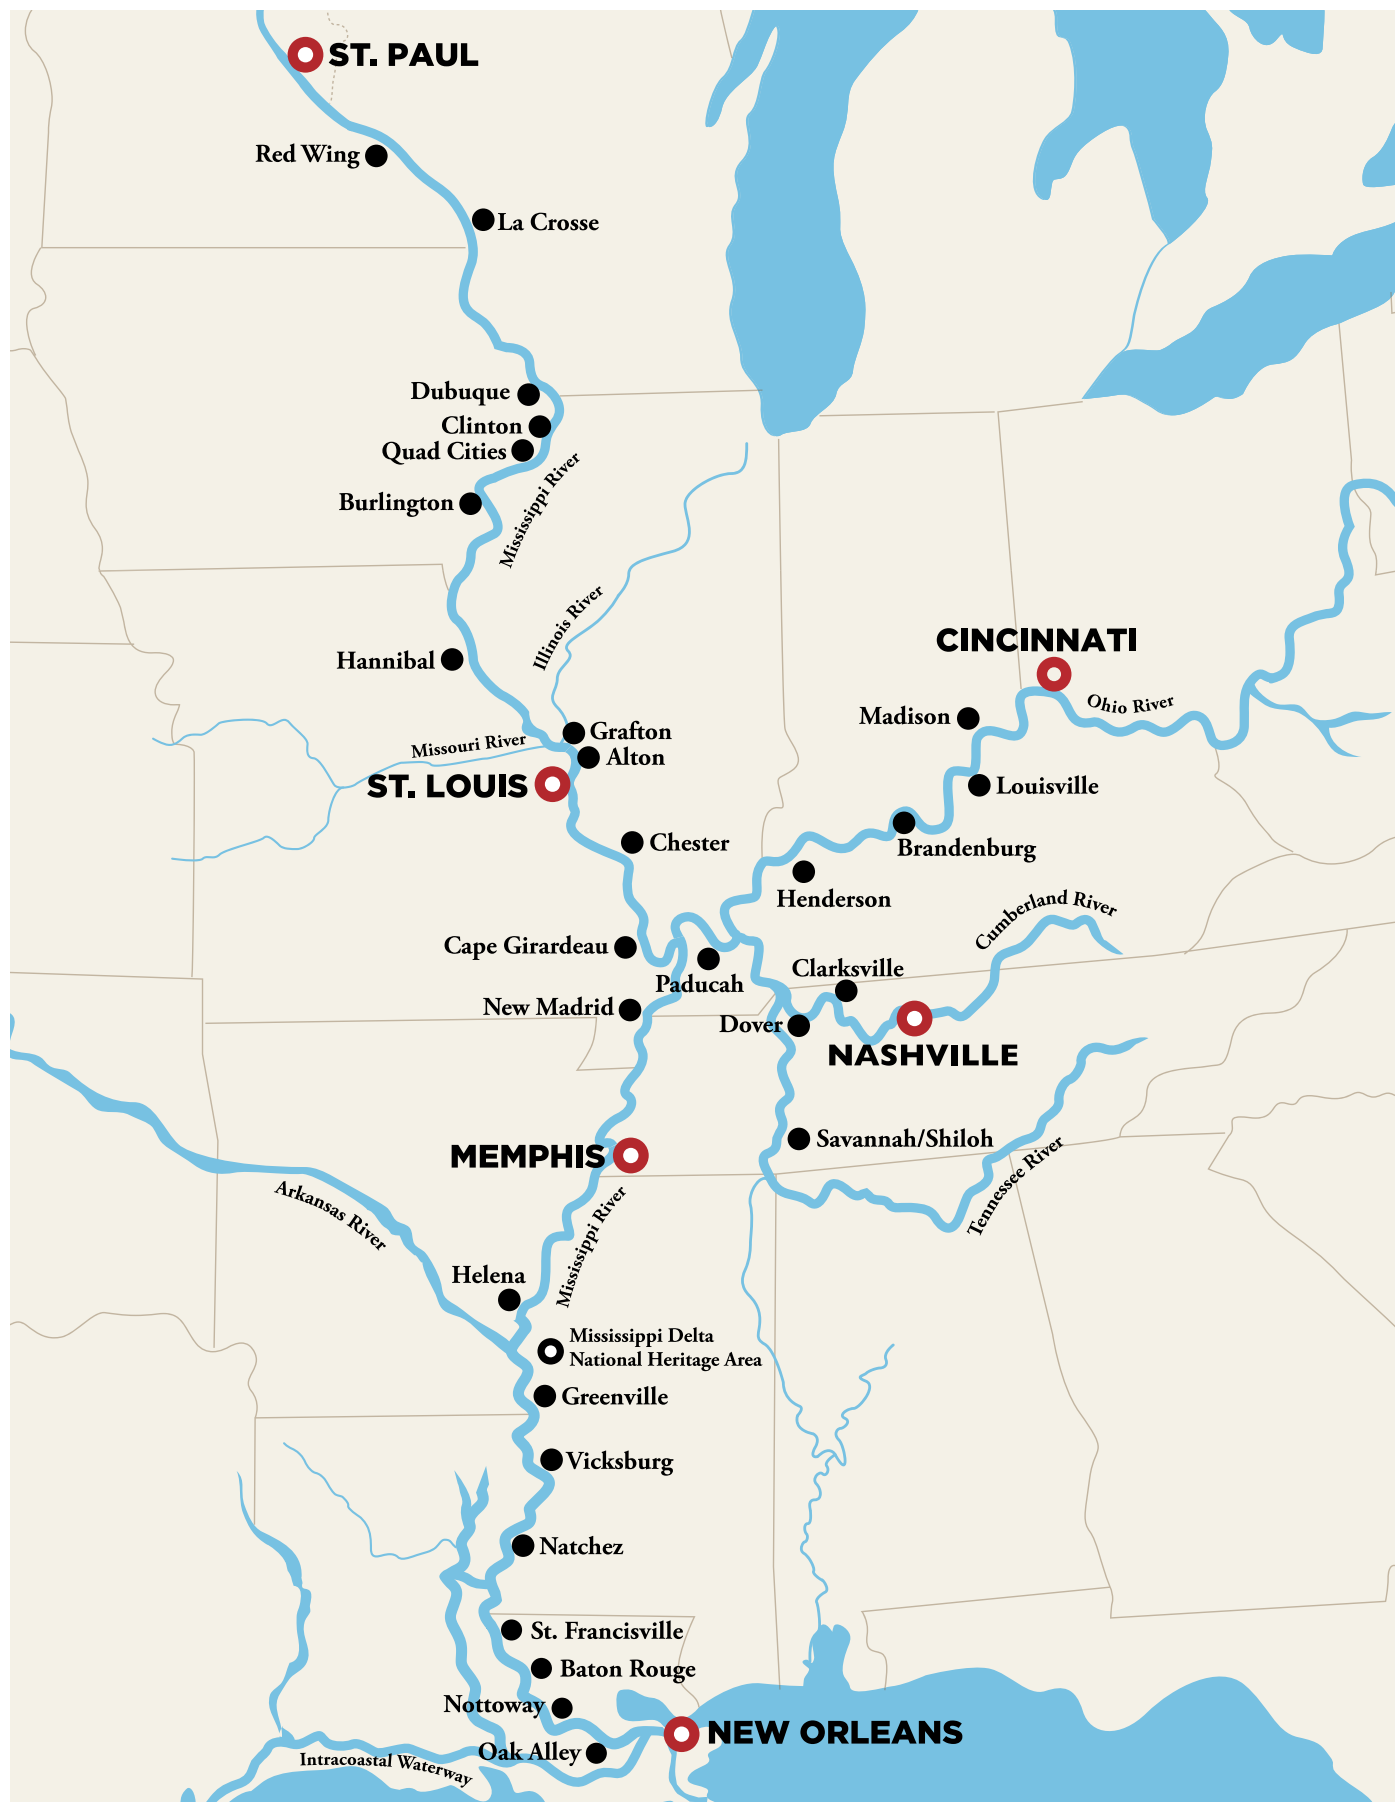 ST. PAUL
Red Wing
La Crosse
Dubuque
Clinton
Quad Cities
Mississippi River
Burlington
Illinois River
CINCINNATI
Hannibal
Ohio River
Madison
Grafton
Missouri River
Alton
ST. LOUIS
Louisville
Chester
Brandenburg
Henderson
Cumberland River
Cape Girardeau
Clarksville
Paducah
New Madrid
Dover
NASHVILLE
Savannah/Shiloh
MEMPHIS
Tennessee River
Arkansas River
Mississippi River
Helena
Mississippi Delta
National Heritage Area
Greenville
Vicksburg
Natchez
St. Francisville
Baton Rouge
Nottoway
NEW ORLEANS
Oak Alley
Intracoastal Waterway